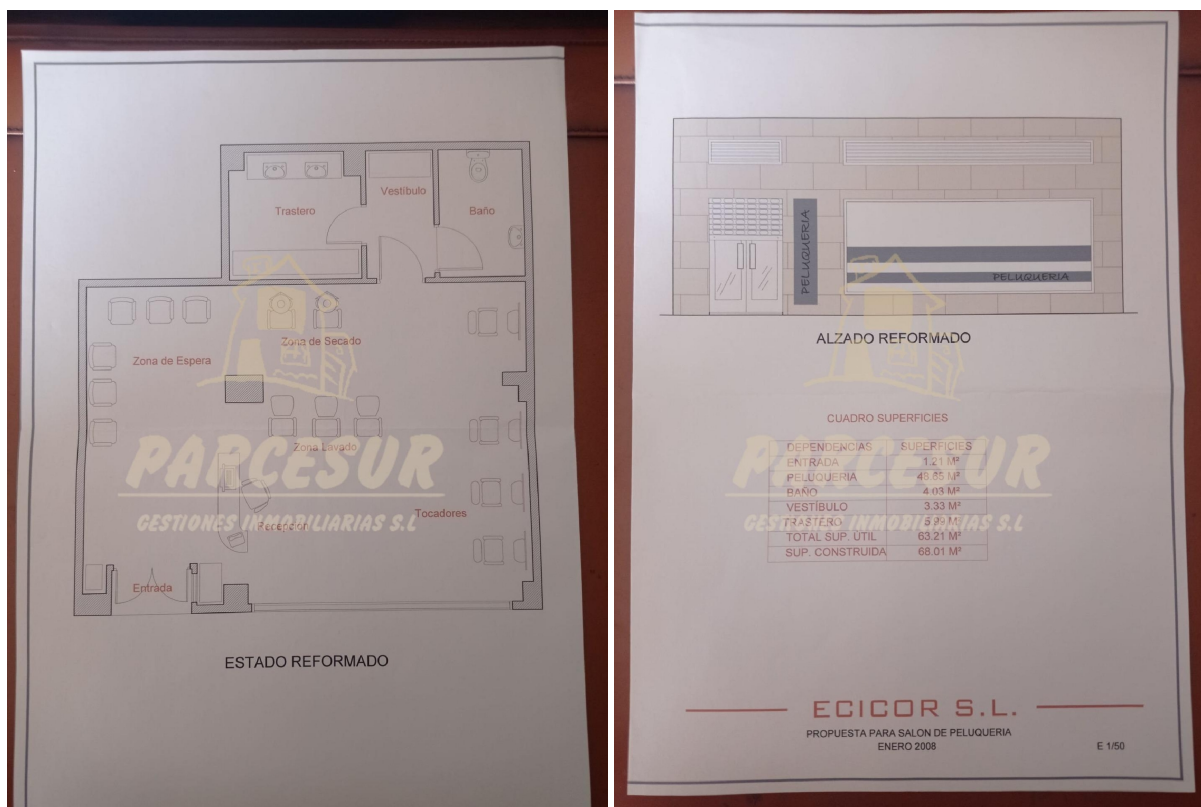 Trastero
Vestíbulo
Baño
Zona de Espera
Zona de Secado
Zona Lavado
Recepcion
Tocadores
Entrada
PARCESUR
GESTIONES INMOBILIARIAS S.L
ESTADO REFORMADO
PELUQUERIA
PELUQUERIA
ALZADO REFORMADO
CUADRO SUPERFICIES
DEPENDENCIAS SUPERFICIES
ENTRADA 1.21 M²
PELUQUERIA 48.65 M²
BAÑO 4.03 M²
VESTÍBULO 3.33 M²
TRASTERO 5.99 M²
TOTAL SUP. ÚTIL 63.21 M²
SUP. CONSTRUIDA 68.01 M²
PARCESUR
GESTIONES INMOBILIARIAS S.L
ECICOR S.L.
PROPUESTA PARA SALON DE PELUQUERIA
ENERO 2008
E 1/50